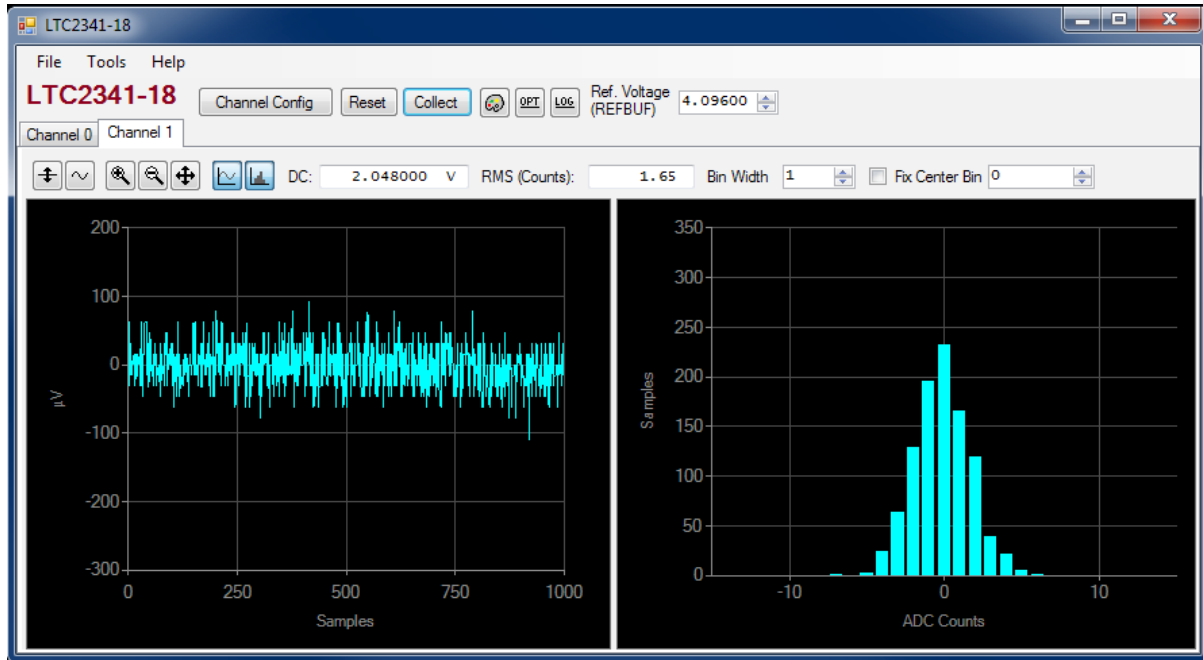 LTC2341-18
File Tools Help
LTC2341-18 Channel Config Reset Collect OPT LOG Ref. Voltage (REFBUF) 4.09600
Channel 0 Channel 1
DC: 2.048000 V RMS (Counts): 1.65 Bin Width 1 Fix Center Bin 0
200
100
0
-100
-200
-300
µV
0 250 500 750 1000
Samples
350
300
250
200
150
100
50
0
Samples
-10 0 10
ADC Counts